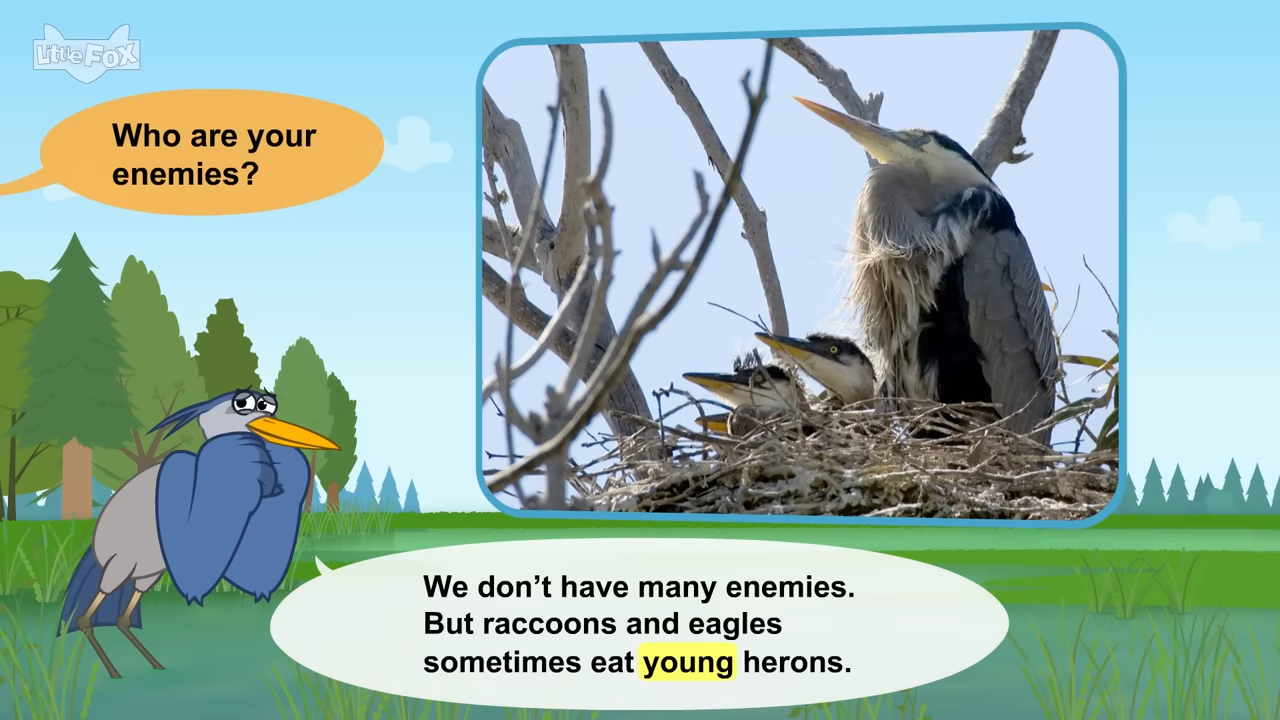 Little Fox
Who are your
enemies?
We don’t have many enemies.
But raccoons and eagles
sometimes eat young herons.